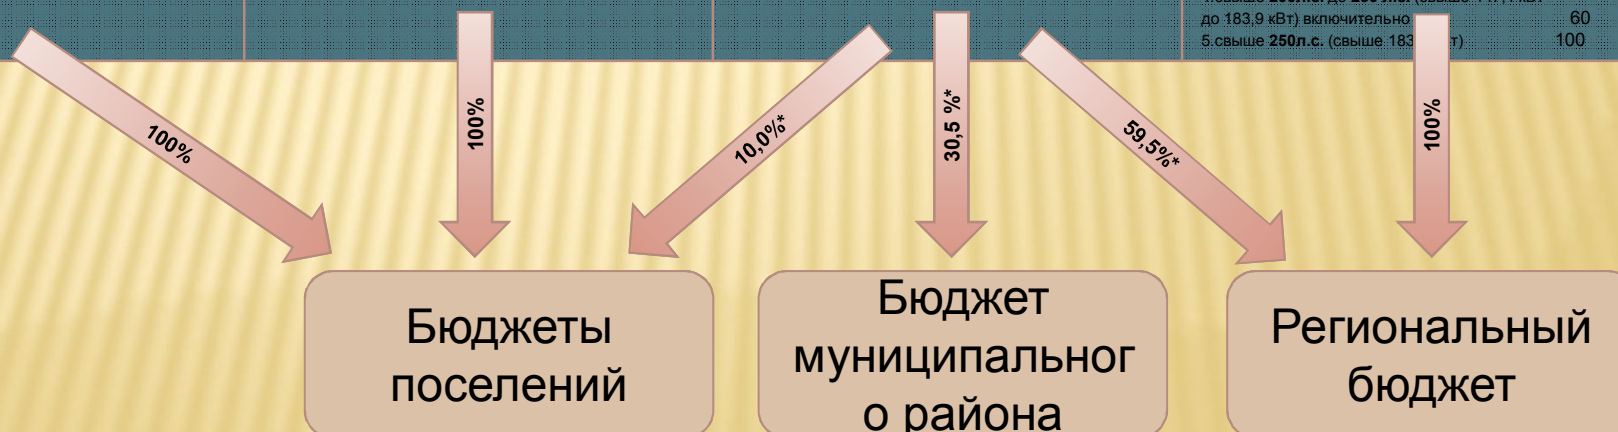 до 183,9 кВт) включительно 60
5.свыше 250л.с. (свыше 183 т) 100
100%
100%
10,0%*
30,5 %*
59,5%*
100%
Бюджеты
поселений
Бюджет
муниципальног
о района
Региональный
бюджет